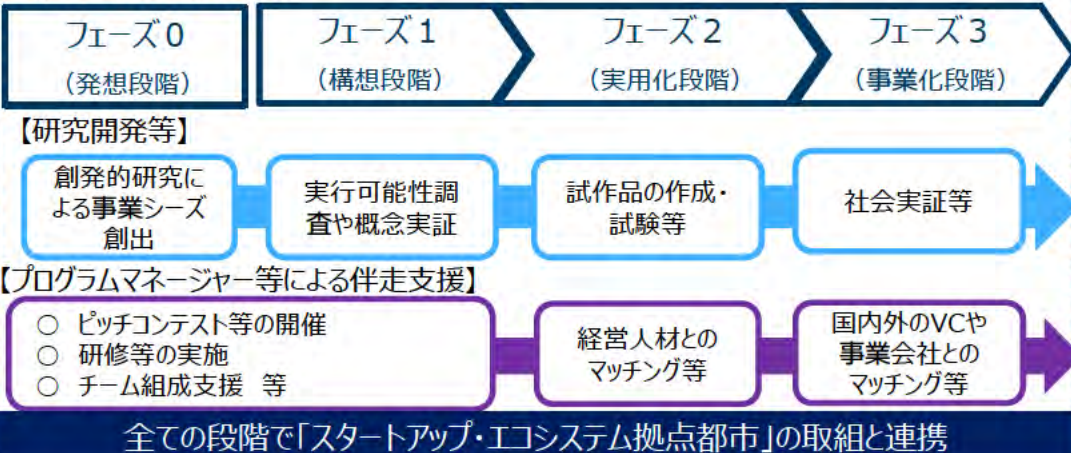 フェーズ0
(発想段階)
フェーズ1
(構想段階)
フェーズ2
(実用化段階)
フェーズ3
(事業化段階)
【研究開発等】
創発的研究に
よる事業シーズ
創出
実行可能性調
査や概念実証
試作品の作成・
試験等
社会実証等
【プログラムマネージャー等による伴走支援】
○ ピッチコンテスト等の開催
○ 研修等の実施
○ チーム組成支援 等
経営人材との
マッチング等
国内外のVCや
事業会社との
マッチング等
全ての段階で「スタートアップ・エコシステム拠点都市」の取組と連携